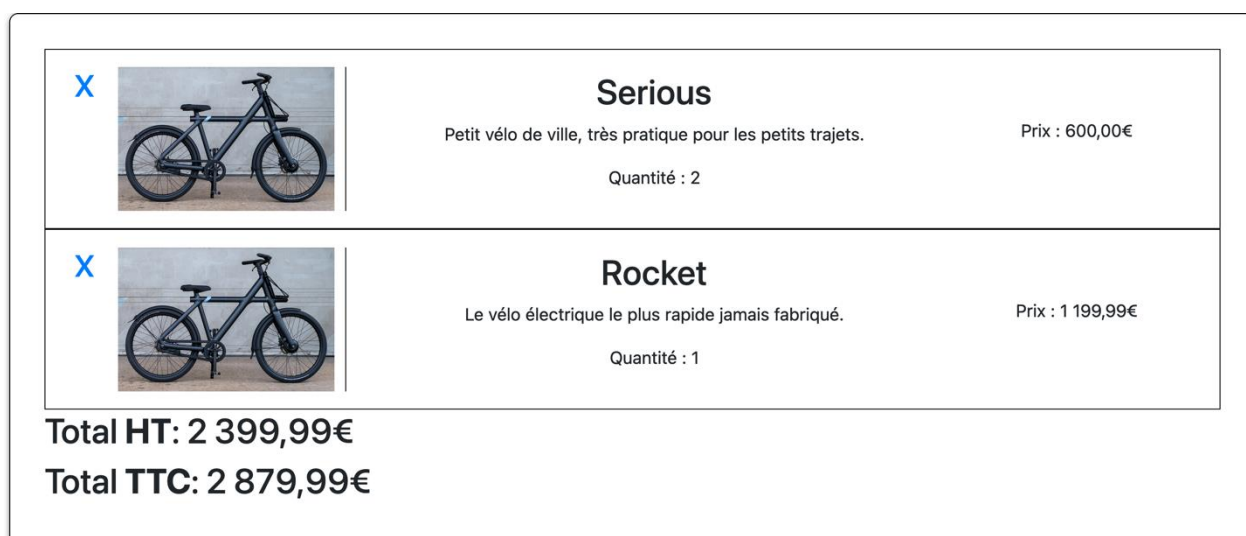 X
Serious
Petit vélo de ville, très pratique pour les petits trajets.
Quantité : 2
Prix : 600,00€
X
Rocket
Le vélo électrique le plus rapide jamais fabriqué.
Quantité : 1
Prix : 1 199,99€
Total HT: 2 399,99€
Total TTC: 2 879,99€